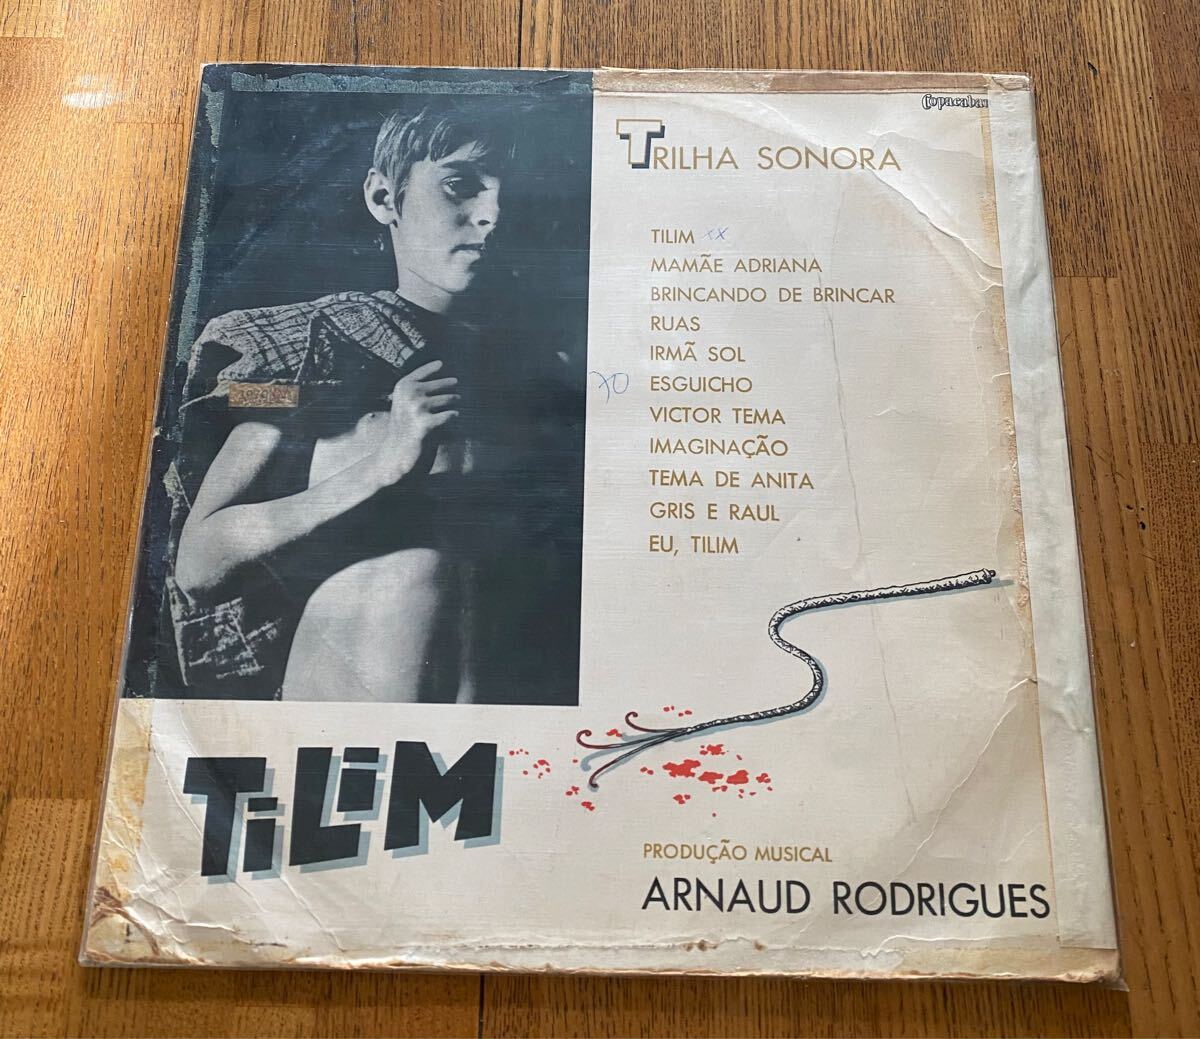 Copacaban
TRILHA SONORA
TILIM xx
MAMÃE ADRIANA
BRINCANDO DE BRINCAR
RUAS
IRMÃ SOL
70 ESGUICHO
VICTOR TEMA
IMAGINAÇÃO
TEMA DE ANITA
GRIS E RAUL
EU, TILIM
TiLiM
PRODUÇÃO MUSICAL
ARNAUD RODRIGUES